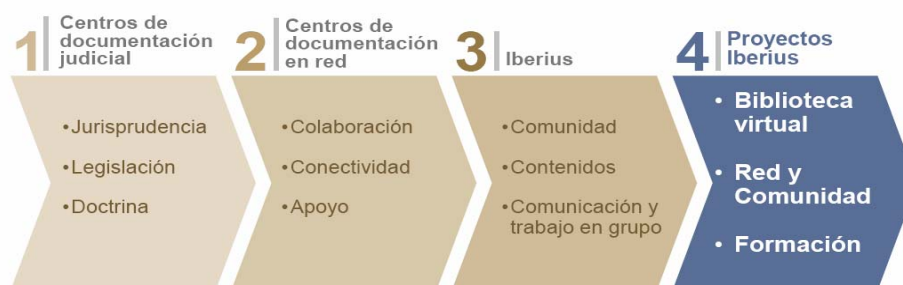 1
Centros de
documentación
judicial
•Jurisprudencia
•Legislación
•Doctrina
2
Centros de
documentación
en red
•Colaboración
•Conectividad
•Apoyo
3
Iberius
•Comunidad
•Contenidos
•Comunicación y
trabajo en grupo
4
Proyectos
Iberius
• Biblioteca
virtual
• Red y
Comunidad
• Formación